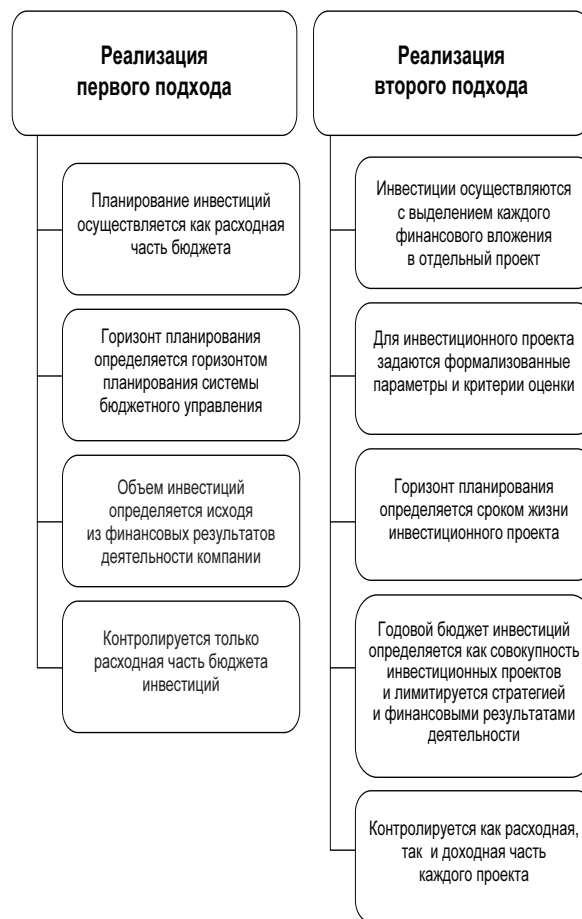 Реализация
первого подхода
Планирование инвестиций
осуществляется как расходная
часть бюджета
Горизонт планирования
определяется горизонтом
планирования системы
бюджетного управления
Объем инвестиций
определяется исходя
из финансовых результатов
деятельности компании
Контролируется только
расходная часть бюджета
инвестиций
Реализация
второго подхода
Инвестиции осуществляются
с выделением каждого
финансового вложения
в отдельный проект
Для инвестиционного проекта
задаются формализованные
параметры и критерии оценки
Горизонт планирования
определяется сроком жизни
инвестиционного проекта
Годовой бюджет инвестиций
определяется как совокупность
инвестиционных проектов
и лимитируется стратегией
и финансовыми результатами
деятельности
Контролируется как расходная,
так и доходная часть
каждого проекта